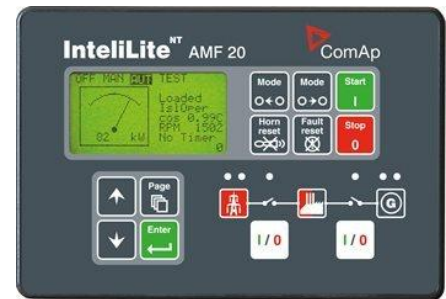 InteliLite NT AMF 20
ComAp
OFF MAN AUT TEST
Loaded
IslOper
cos 0.99C
RPM 1502
No Timer
0
82 kW
Mode
Mode
Start
I
Horn reset
Fault reset
Stop
0
Page
Enter
G
I/0
I/0